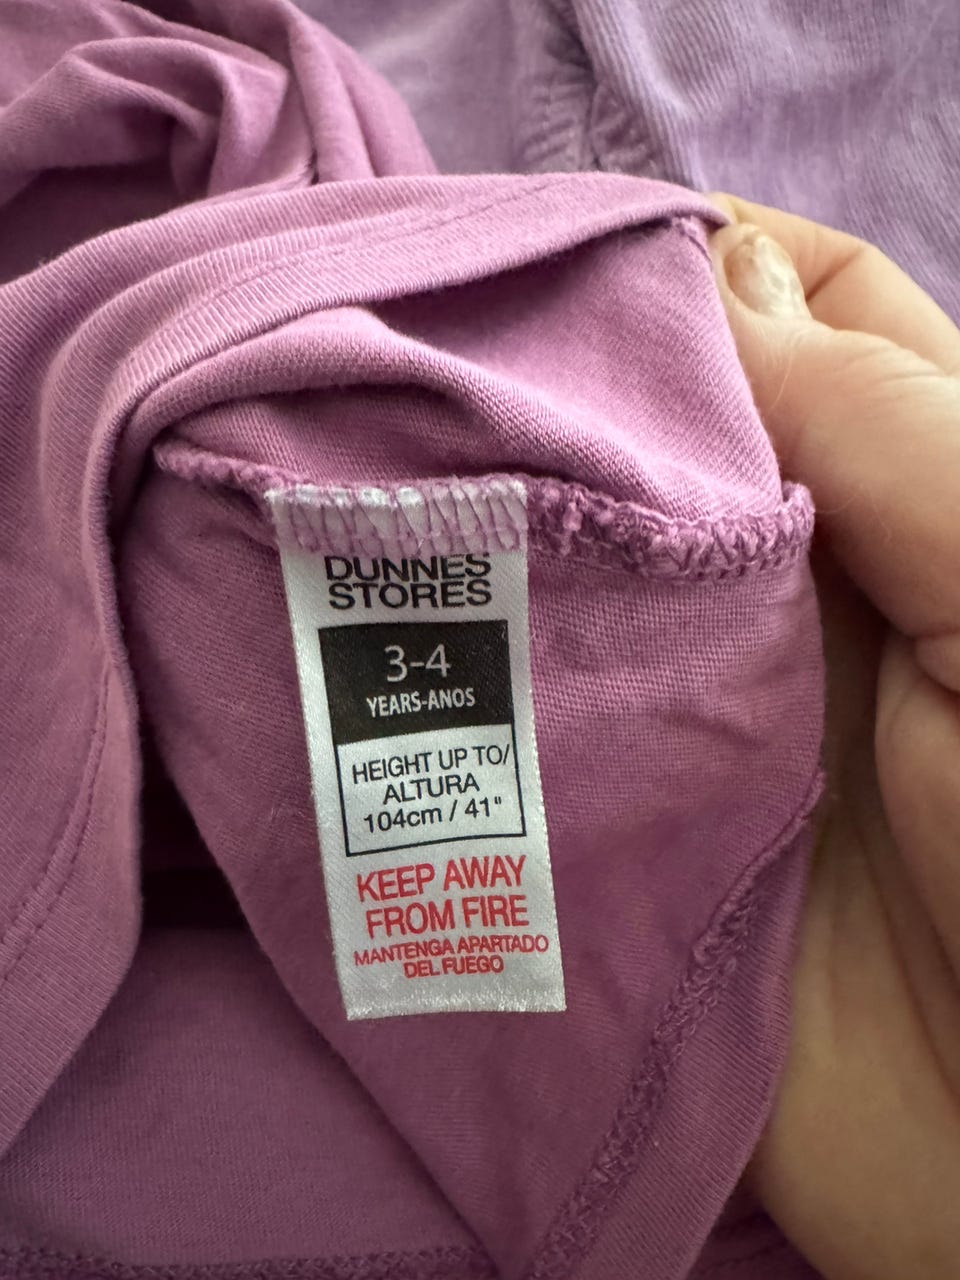 DUNNES
STORES
3-4
YEARS-ANOS
HEIGHT UP TO/
ALTURA
104cm / 41"
KEEP AWAY
FROM FIRE
MANTENGA APARTADO
DEL FUEGO